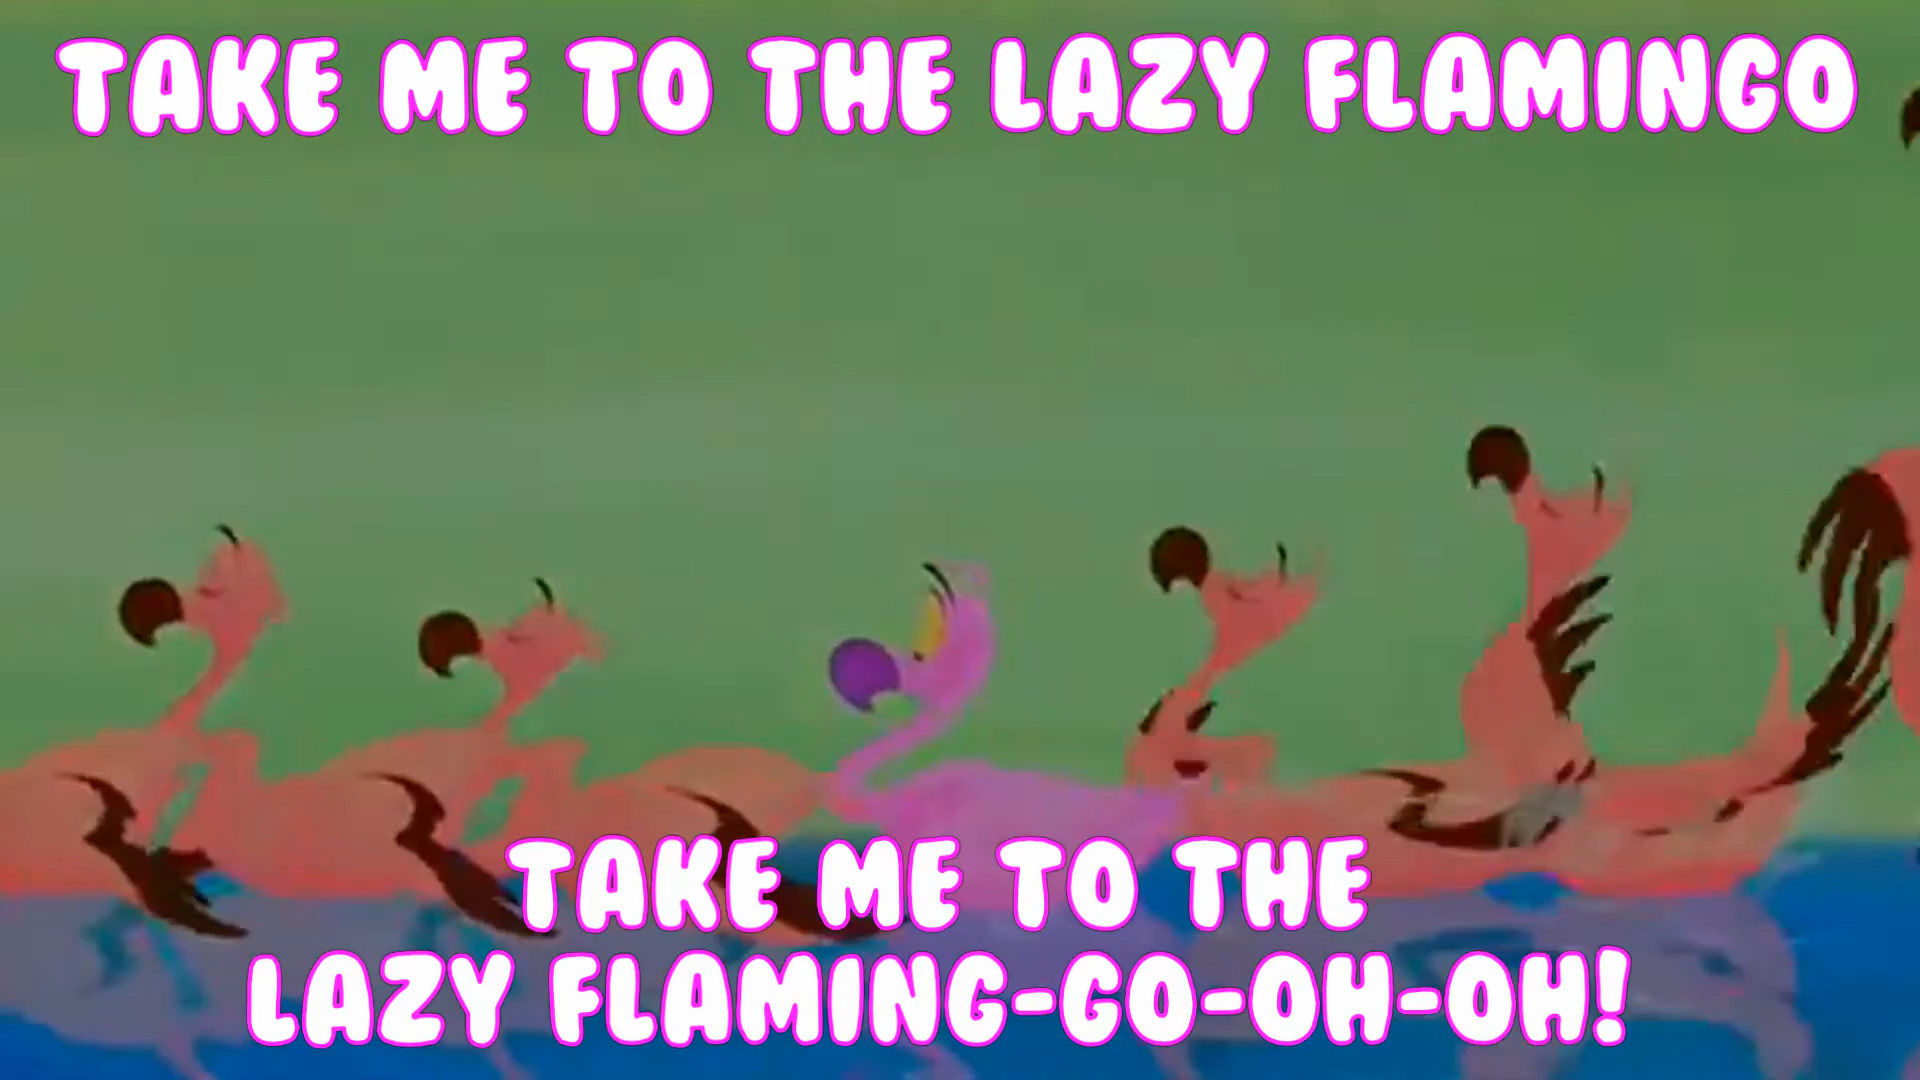 TAKE ME TO THE LAZY FLAMINGO
TAKE ME TO THE
LAZY FLAMING-GO-OH-OH!